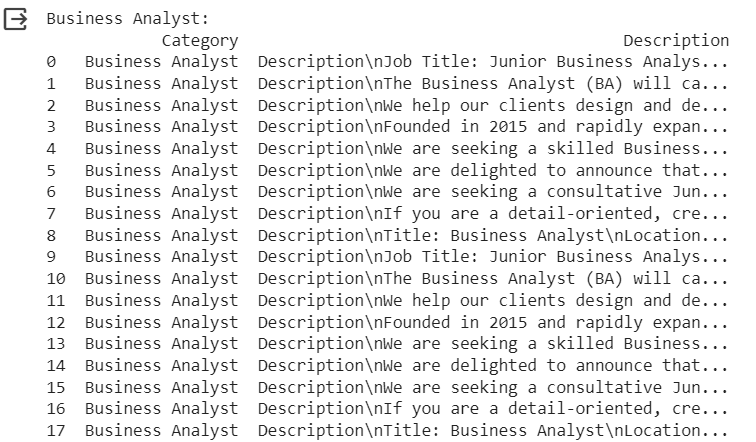 Business Analyst:
Category Description
0 Business Analyst Description\nJob Title: Junior Business Analys...
1 Business Analyst Description\nThe Business Analyst (BA) will ca...
2 Business Analyst Description\nWe help our clients design and de...
3 Business Analyst Description\nFounded in 2015 and rapidly expan...
4 Business Analyst Description\nWe are seeking a skilled Business...
5 Business Analyst Description\nWe are delighted to announce that...
6 Business Analyst Description\nWe are seeking a consultative Jun...
7 Business Analyst Description\nIf you are a detail-oriented, cre...
8 Business Analyst Description\nTitle: Business Analyst\nLocation...
9 Business Analyst Description\nJob Title: Junior Business Analys...
10 Business Analyst Description\nThe Business Analyst (BA) will ca...
11 Business Analyst Description\nWe help our clients design and de...
12 Business Analyst Description\nFounded in 2015 and rapidly expan...
13 Business Analyst Description\nWe are seeking a skilled Business...
14 Business Analyst Description\nWe are delighted to announce that...
15 Business Analyst Description\nWe are seeking a consultative Jun...
16 Business Analyst Description\nIf you are a detail-oriented, cre...
17 Business Analyst Description\nTitle: Business Analyst\nLocation...